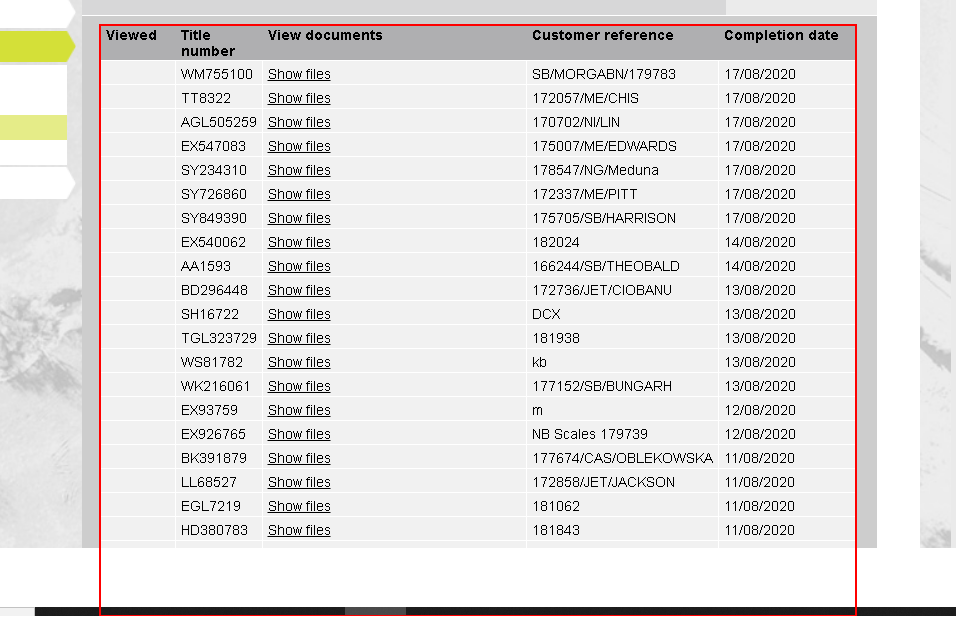 Viewed Title number View documents Customer reference Completion date
WM755100 Show files SB/MORGABN/179783 17/08/2020
TT8322 Show files 172057/ME/CHIS 17/08/2020
AGL505259 Show files 170702/NI/LIN 17/08/2020
EX547083 Show files 175007/ME/EDWARDS 17/08/2020
SY234310 Show files 178547/NG/Meduna 17/08/2020
SY726860 Show files 172337/ME/PITT 17/08/2020
SY849390 Show files 175705/SB/HARRISON 17/08/2020
EX540062 Show files 182024 14/08/2020
AA1593 Show files 166244/SB/THEOBALD 14/08/2020
BD296448 Show files 172736/JET/CIOBANU 13/08/2020
SH16722 Show files DCX 13/08/2020
TGL323729 Show files 181938 13/08/2020
WS81782 Show files kb 13/08/2020
WK216061 Show files 177152/SB/BUNGARH 13/08/2020
EX93759 Show files m 12/08/2020
EX926765 Show files NB Scales 179739 12/08/2020
BK391879 Show files 177674/CAS/OBLEKOWSKA 11/08/2020
LL68527 Show files 172858/JET/JACKSON 11/08/2020
EGL7219 Show files 181062 11/08/2020
HD380783 Show files 181843 11/08/2020